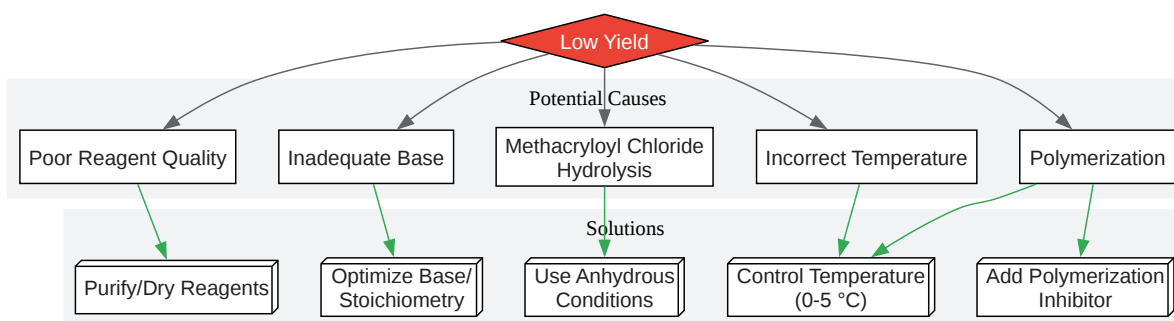 Low Yield
Potential Causes
Poor Reagent Quality
Inadequate Base
Methacryloyl Chloride
Hydrolysis
Incorrect Temperature
Polymerization
Solutions
Purify/Dry Reagents
Optimize Base/
Stoichiometry
Use Anhydrous
Conditions
Control Temperature
(0-5 °C)
Add Polymerization
Inhibitor